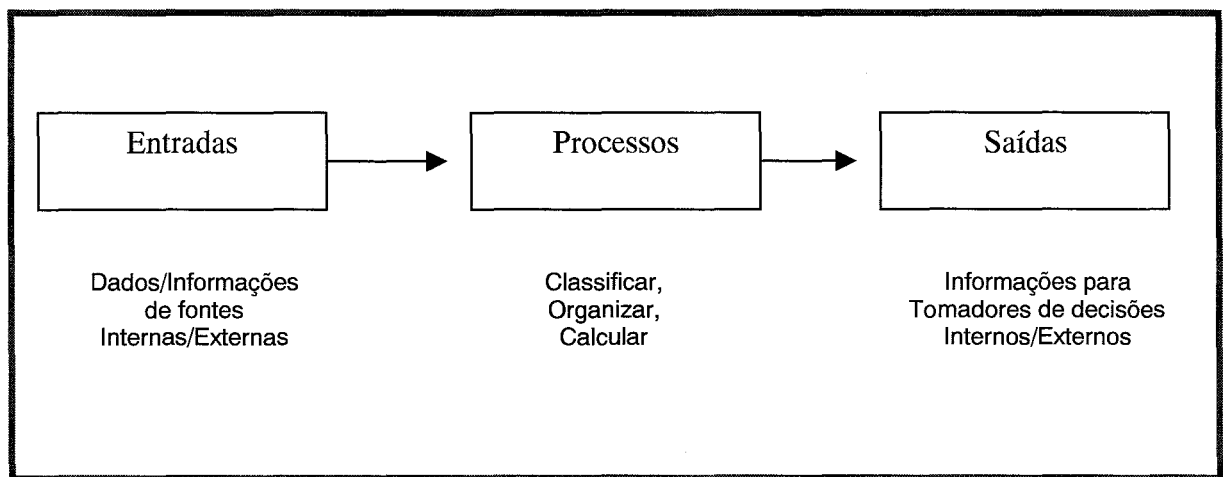 Entradas
Processos
Saídas
Dados/Informações
de fontes
Internas/Externas
Classificar,
Organizar,
Calcular
Informações para
Tomadores de decisões
Internos/Externos